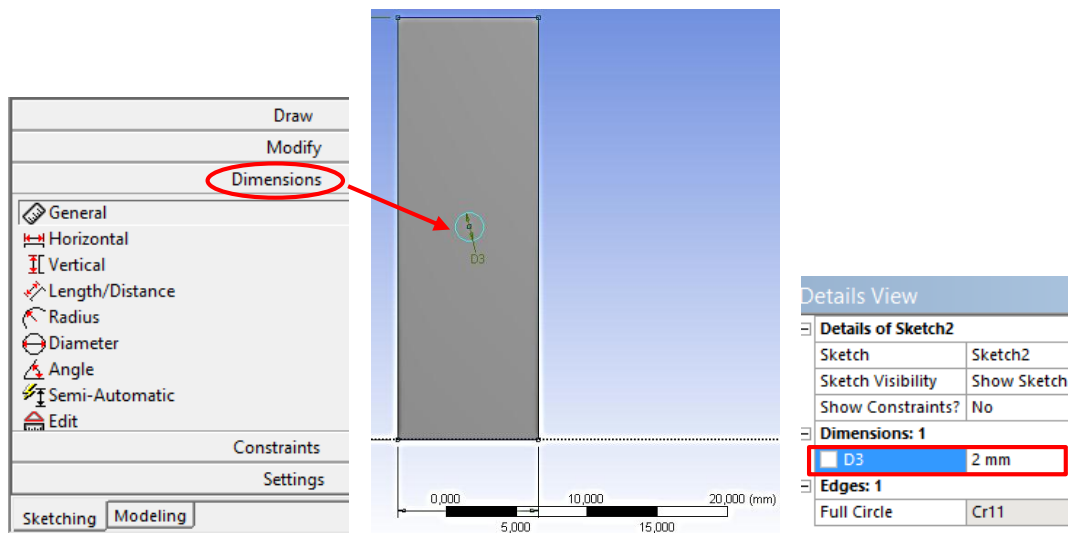 Draw
Modify
Dimensions
General
Horizontal
Vertical
Length/Distance
Radius
Diameter
Angle
Semi-Automatic
Edit
Constraints
Settings
Sketching Modeling
D3
0,000 10,000 20,000 (mm)
5,000 15,000
Details View
Details of Sketch2
Sketch Sketch2
Sketch Visibility Show Sketch
Show Constraints? No
Dimensions: 1
D3 2 mm
Edges: 1
Full Circle Cr11